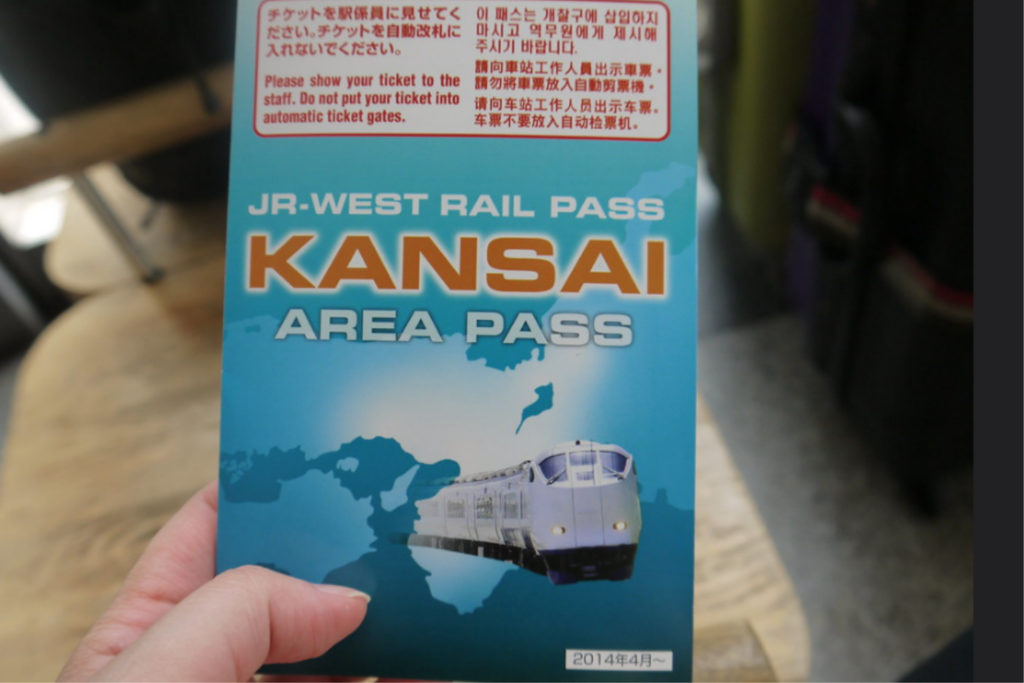 チケットを駅係員に見せてく
ださい。チケットを自動改札に
入れないでください。
Please show your ticket to the
staff. Do not put your ticket into
automatic ticket gates.
이 패스는 개찰구에 삽입하지
마시고 역무원에게 제시해
주시기 바랍니다.
請向車站工作人員出示車票。
請勿將車票放入自動剪票機。
请向车站工作人员出示车票。
车票不要放入自动检票机。
JR-WEST RAIL PASS
KANSAI
AREA PASS
2014年4月～